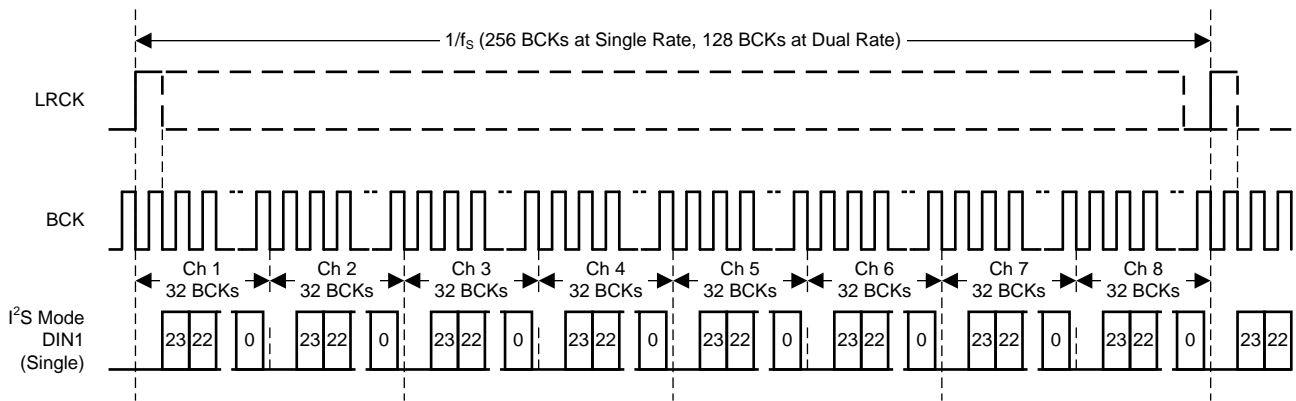 1/fS (256 BCKs at Single Rate, 128 BCKs at Dual Rate)
LRCK
BCK
Ch 1 Ch 2 Ch 3 Ch 4 Ch 5 Ch 6 Ch 7 Ch 8
32 BCKs 32 BCKs 32 BCKs 32 BCKs 32 BCKs 32 BCKs 32 BCKs 32 BCKs
I²S Mode
DIN1
(Single)
23 22 0 23 22 0 23 22 0 23 22 0 23 22 0 23 22 0 23 22 0 23 22 0 23 22